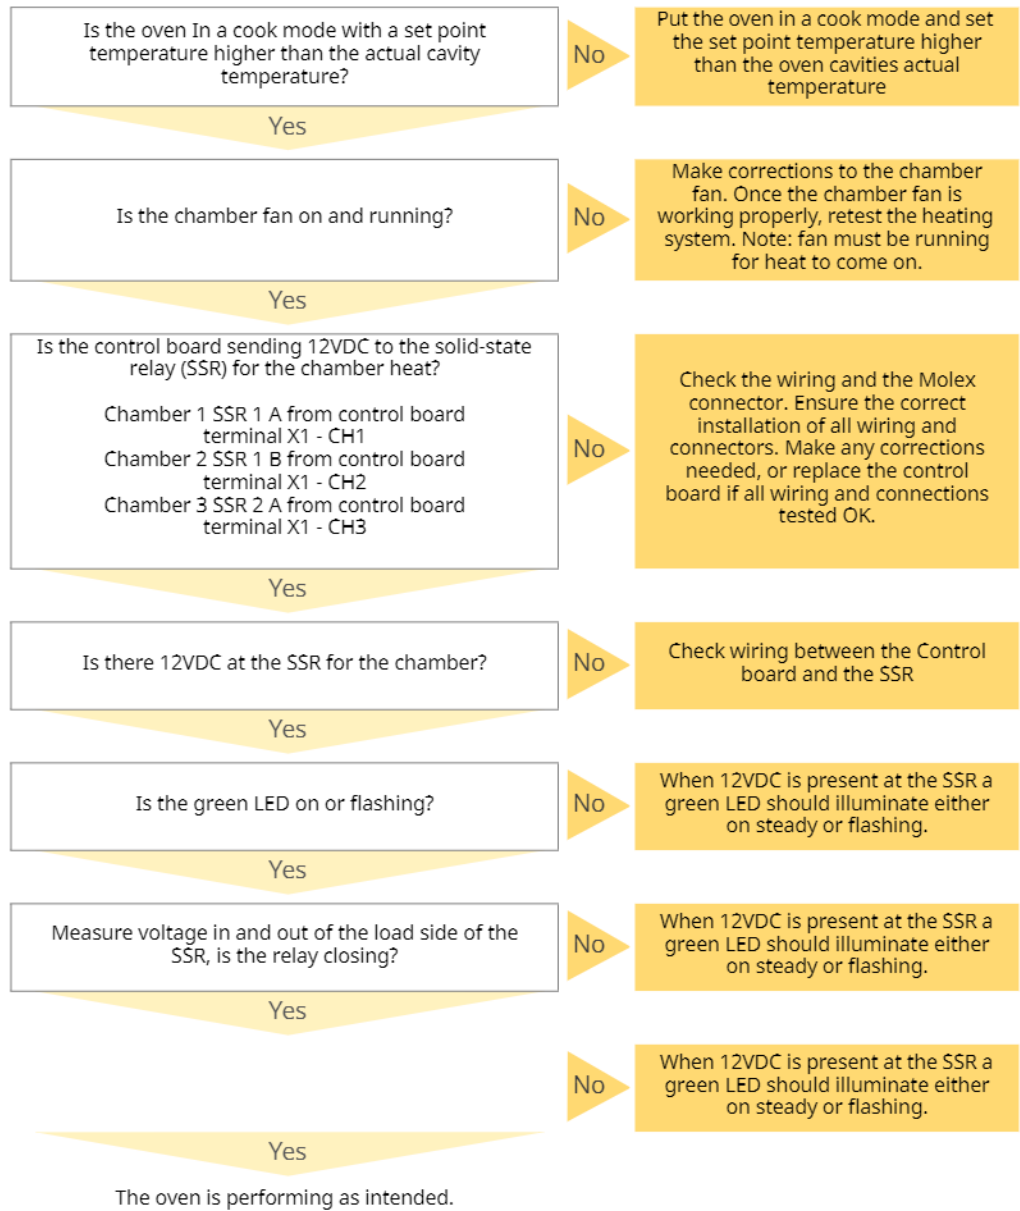 Is the oven In a cook mode with a set point
temperature higher than the actual cavity
temperature?
No
Put the oven in a cook mode and set
the set point temperature higher
than the oven cavities actual
temperature
Yes
Is the chamber fan on and running?
No
Make corrections to the chamber
fan. Once the chamber fan is
working properly, retest the heating
system. Note: fan must be running
for heat to come on.
Yes
Is the control board sending 12VDC to the solid-state
relay (SSR) for the chamber heat?
Chamber 1 SSR 1 A from control board
terminal X1 - CH1
Chamber 2 SSR 1 B from control board
terminal X1 - CH2
Chamber 3 SSR 2 A from control board
terminal X1 - CH3
No
Check the wiring and the Molex
connector. Ensure the correct
installation of all wiring and
connectors. Make any corrections
needed, or replace the control
board if all wiring and connections
tested OK.
Yes
Is there 12VDC at the SSR for the chamber?
No
Check wiring between the Control
board and the SSR
Yes
Is the green LED on or flashing?
No
When 12VDC is present at the SSR a
green LED should illuminate either
on steady or flashing.
Yes
Measure voltage in and out of the load side of the
SSR, is the relay closing?
No
When 12VDC is present at the SSR a
green LED should illuminate either
on steady or flashing.
Yes
No
When 12VDC is present at the SSR a
green LED should illuminate either
on steady or flashing.
Yes
The oven is performing as intended.